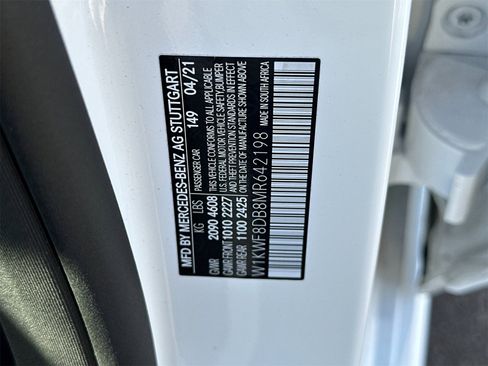 MFD BY MERCEDES-BENZ AG STUTTGART
KG LBS PASSENGER CAR 149 04/21
GVWR 2090 4608 THIS VEHICLE CONFORMS TO ALL APPLICABLE
GAWR FRONT 1010 2227 FEDERAL MOTOR VEHICLE SAFETY, BUMPER
GAWR REAR 1100 2425 AND THEFT PREVENTION STANDARDS IN EFFECT
ON THE DATE OF MANUFACTURE SHOWN ABOVE
W1KWF8DB8MR642198 MADE IN SOUTH AFRICA